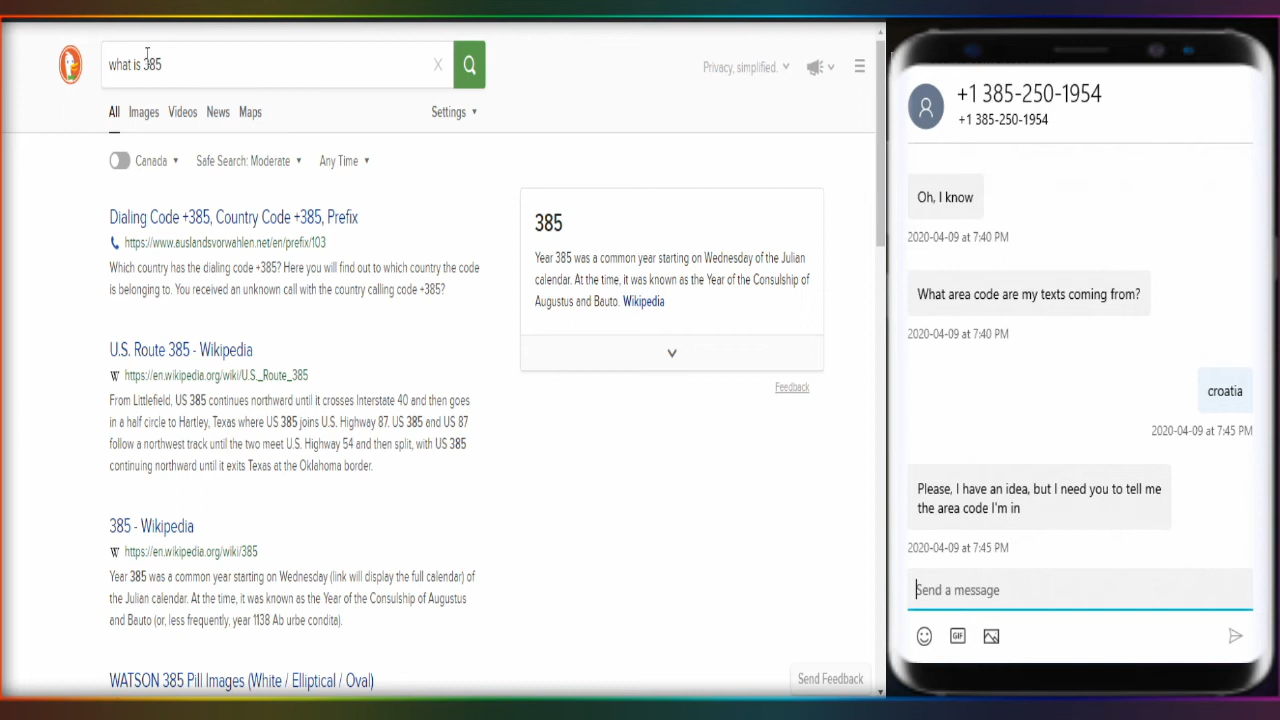 what is 385
Privacy, simplified.
All Images Videos News Maps
Settings
Canada Safe Search: Moderate Any Time
Dialing Code +385, Country Code +385, Prefix
https://www.auslandsvorwahlen.net/en/prefix/103
Which country has the dialing code +385? Here you will find out to which country the code
is belonging to. You received an unknown call with the country calling code +385?
U.S. Route 385 - Wikipedia
W https://en.wikipedia.org/wiki/U.S._Route_385
From Littlefield, US 385 continues northward until it crosses Interstate 40 and then goes
in a half circle to Hartley, Texas where US 385 joins U.S. Highway 87. US 385 and US 87
follow a northwest track until the two meet U.S. Highway 54 and then split, with US 385
continuing northward until it exits Texas at the Oklahoma border.
385 - Wikipedia
W https://en.wikipedia.org/wiki/385
Year 385 was a common year starting on Wednesday (link will display the full calendar) of
the Julian calendar. At the time, it was known as the Year of the Consulship of Augustus
and Bauto (or, less frequently, year 1138 Ab urbe condita).
WATSON 385 Pill Images (White / Elliptical / Oval)
385
Year 385 was a common year starting on Wednesday of the Julian
calendar. At the time, it was known as the Year of the Consulship of
Augustus and Bauto. Wikipedia
Feedback
Send Feedback
+1 385-250-1954
+1 385-250-1954
Oh, I know
2020-04-09 at 7:40 PM
What area code are my texts coming from?
2020-04-09 at 7:40 PM
croatia
2020-04-09 at 7:45 PM
Please, I have an idea, but I need you to tell me
the area code I'm in
2020-04-09 at 7:45 PM
Send a message
GIF